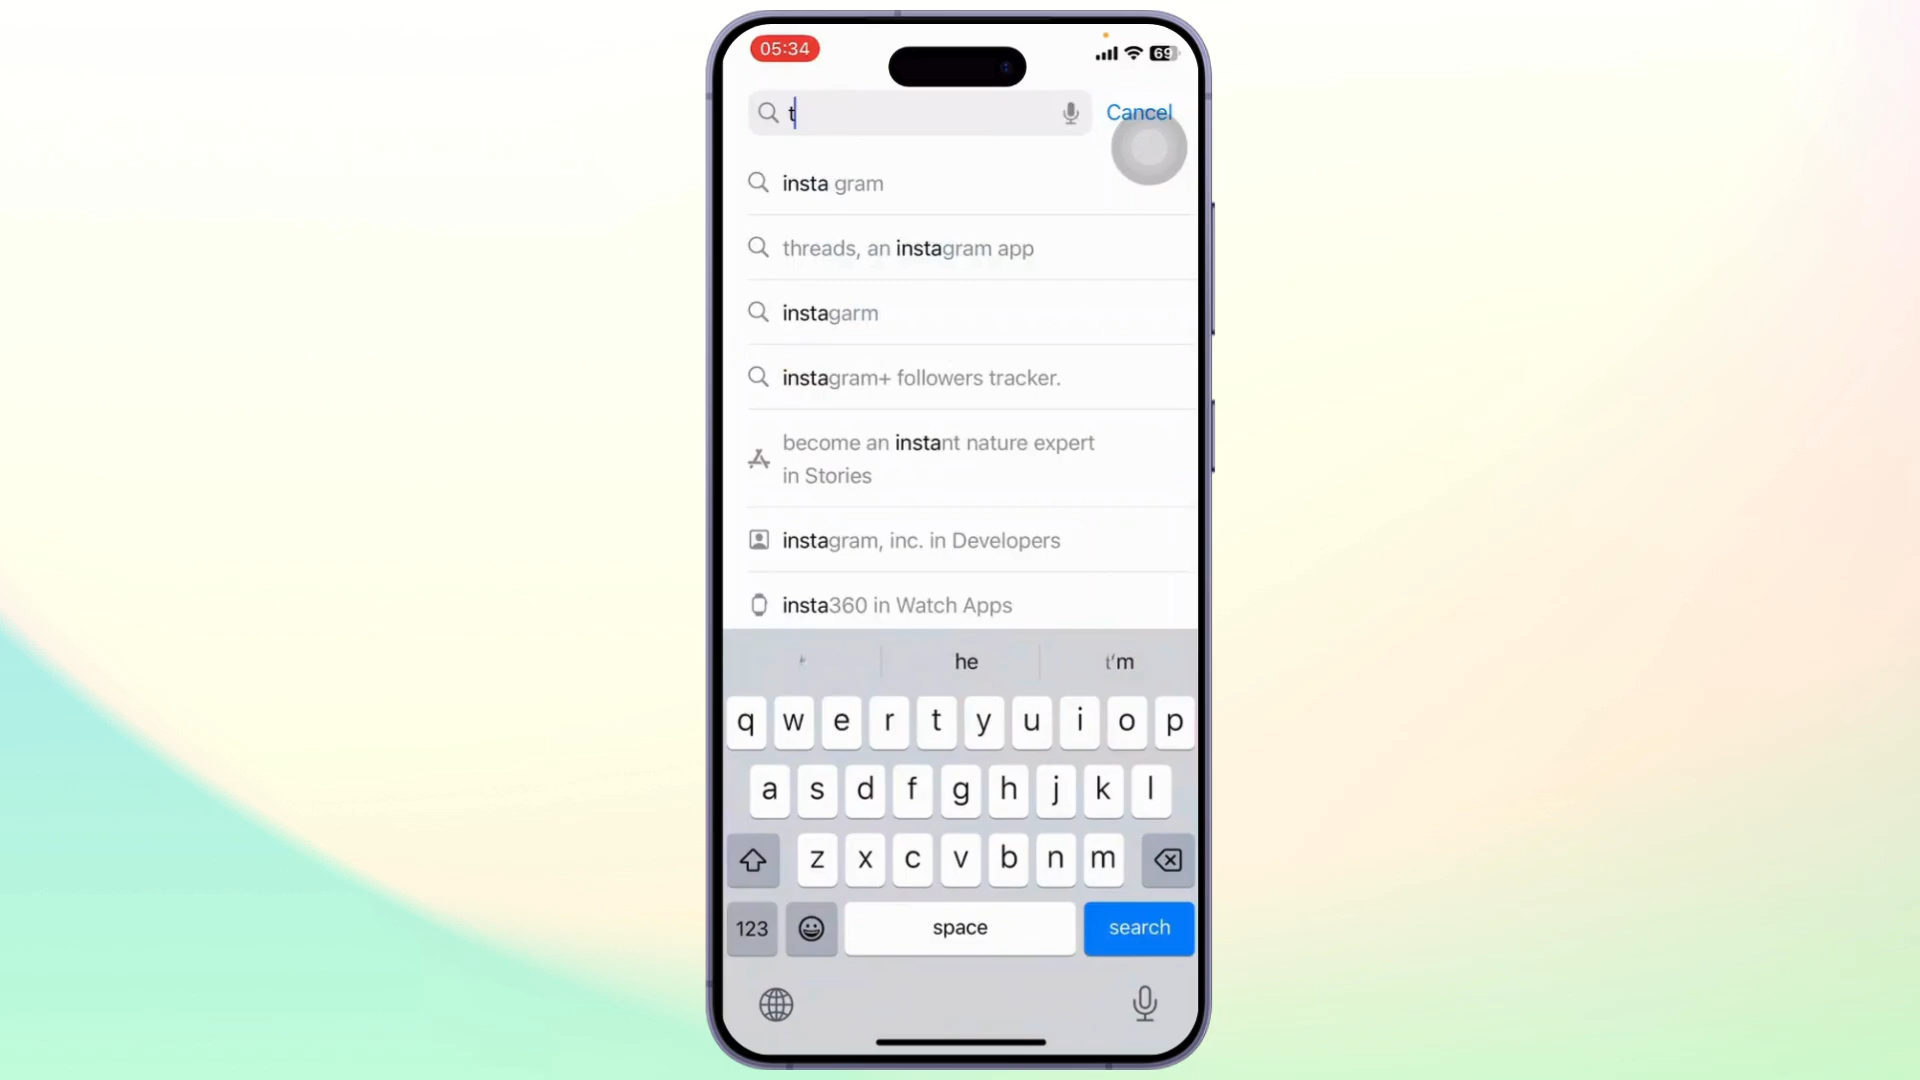 05:34
69
t
Cancel
insta gram
threads, an instagram app
instagarm
instagram+ followers tracker.
become an instant nature expert
in Stories
instagram, inc. in Developers
insta360 in Watch Apps
he
t'm
q w e r t y u i o p
a s d f g h j k l
z x c v b n m
123
space
search